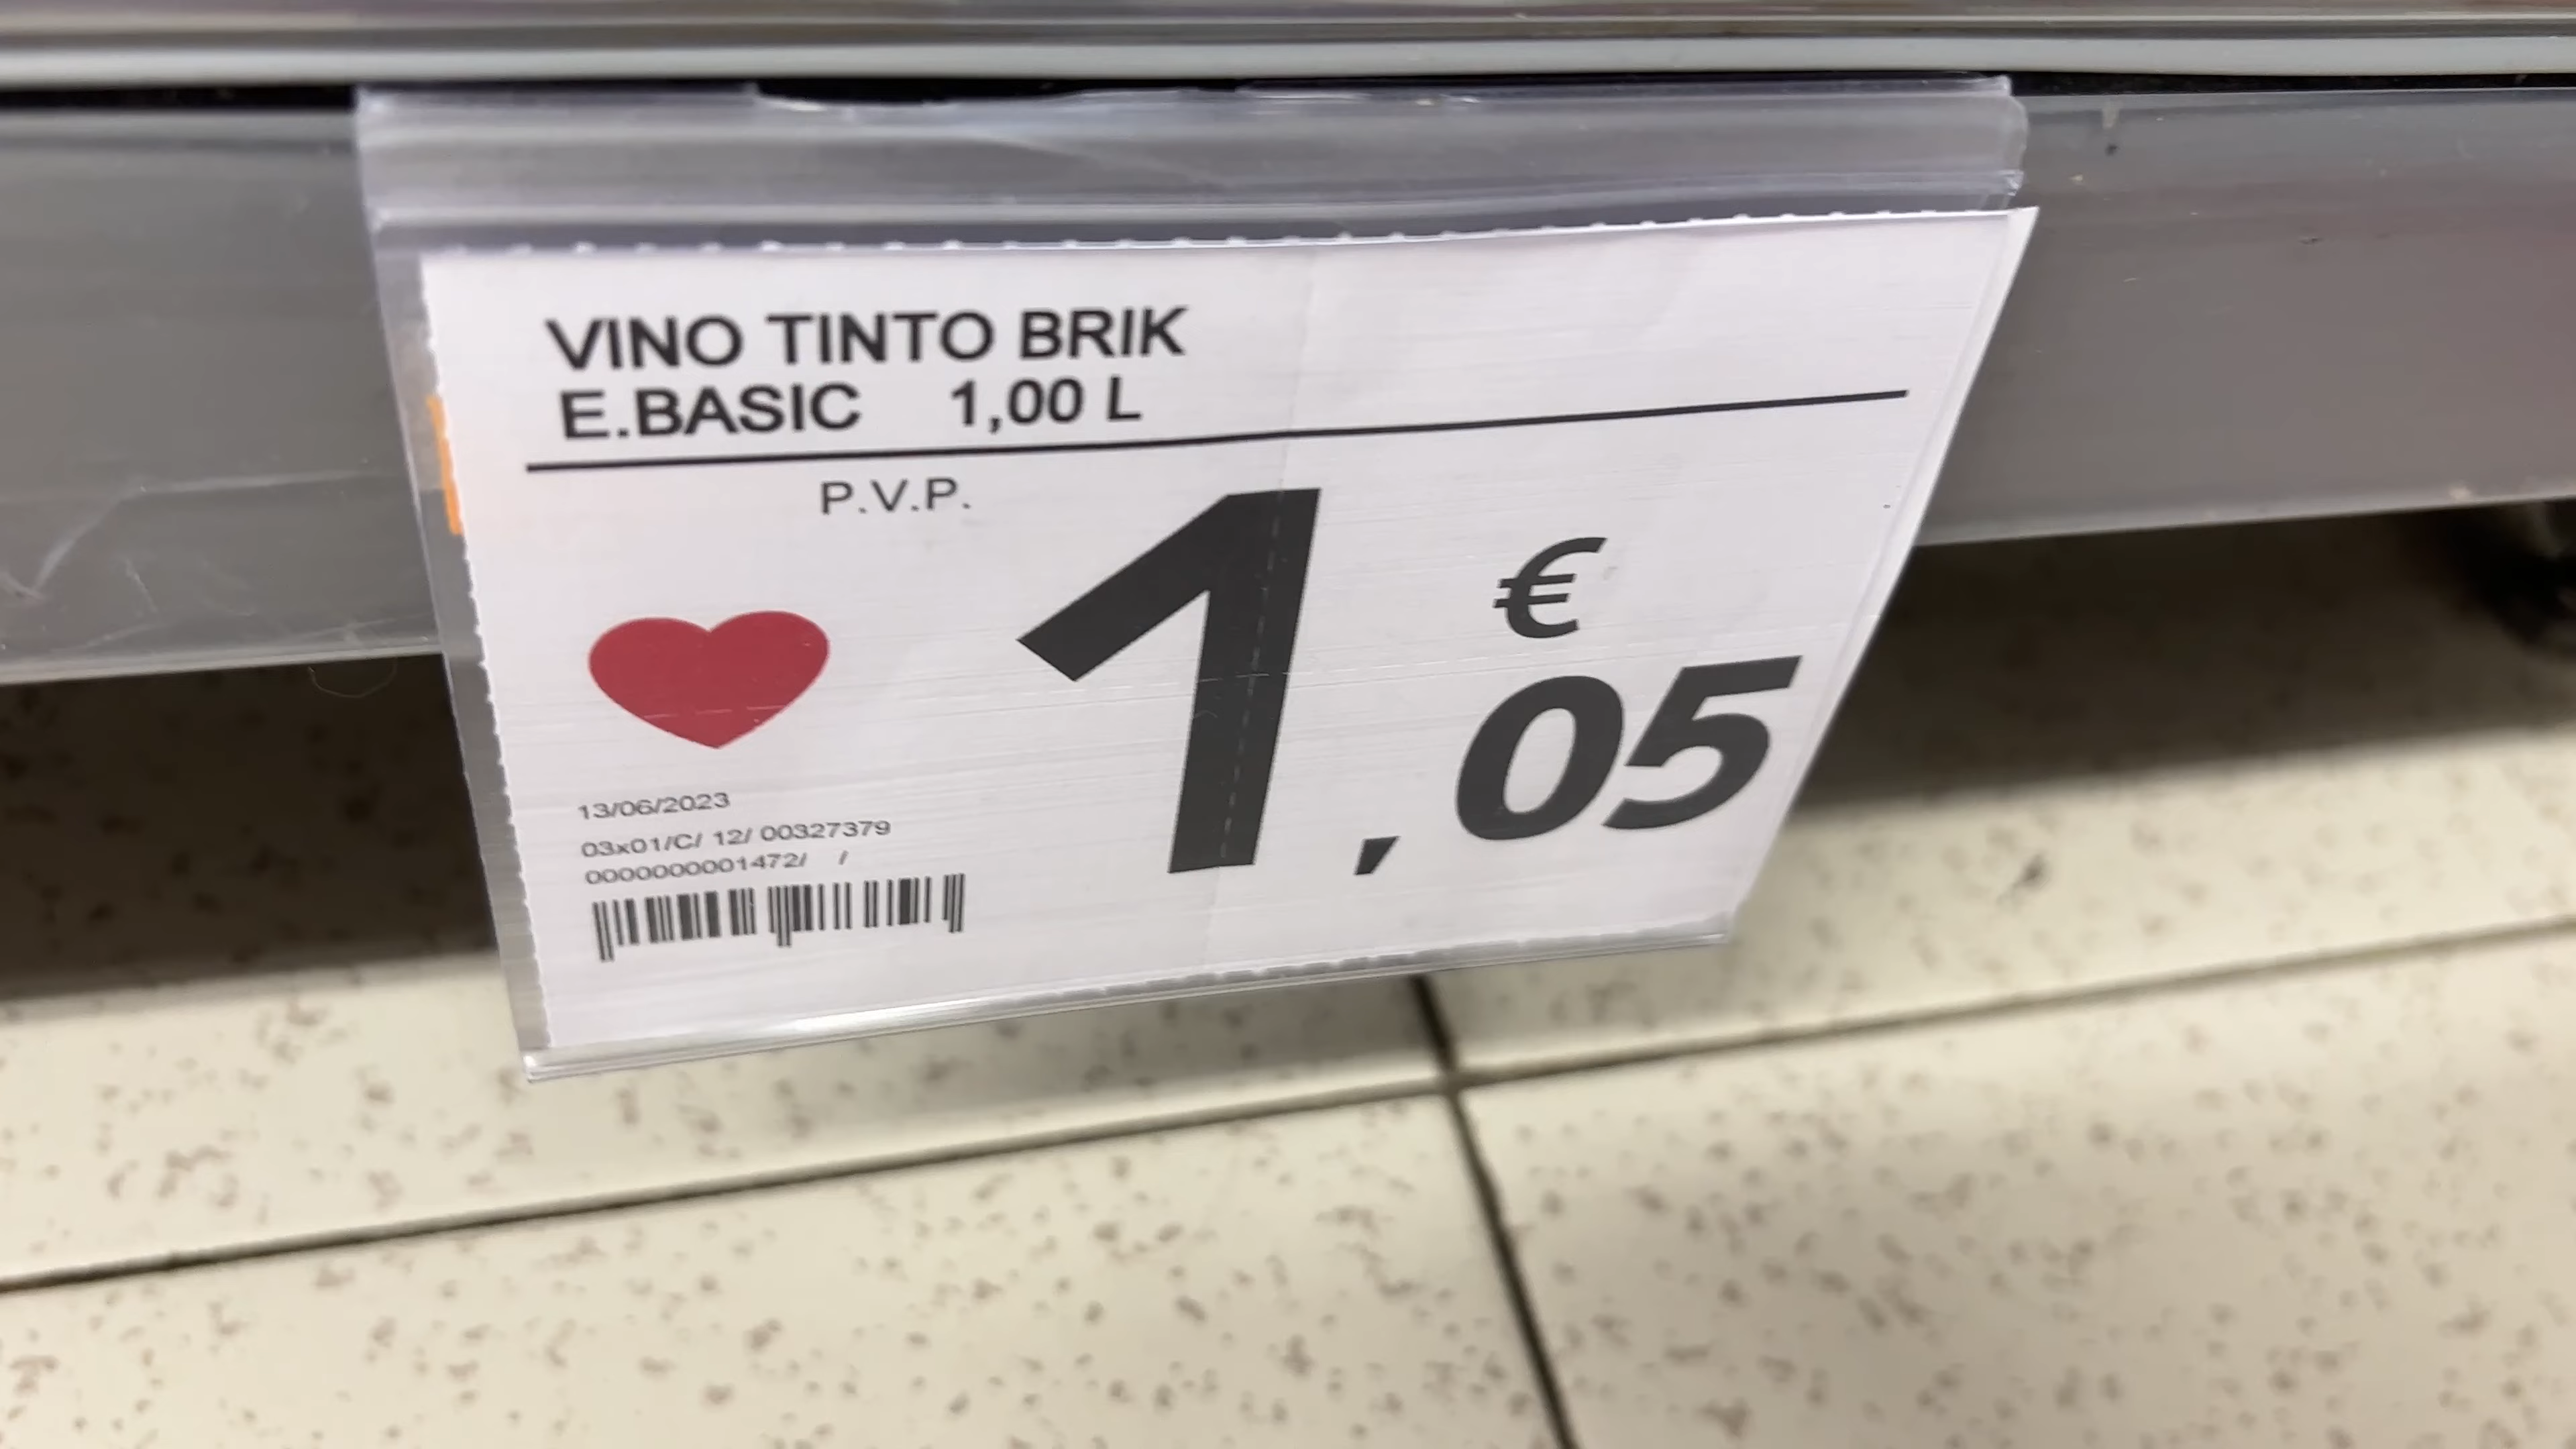 VINO TINTO BRIK
E.BASIC 1,00 L
P.V.P.
1,05 €
13/06/2023
03x01/C/ 12/ 00327379
0000000001472/ /